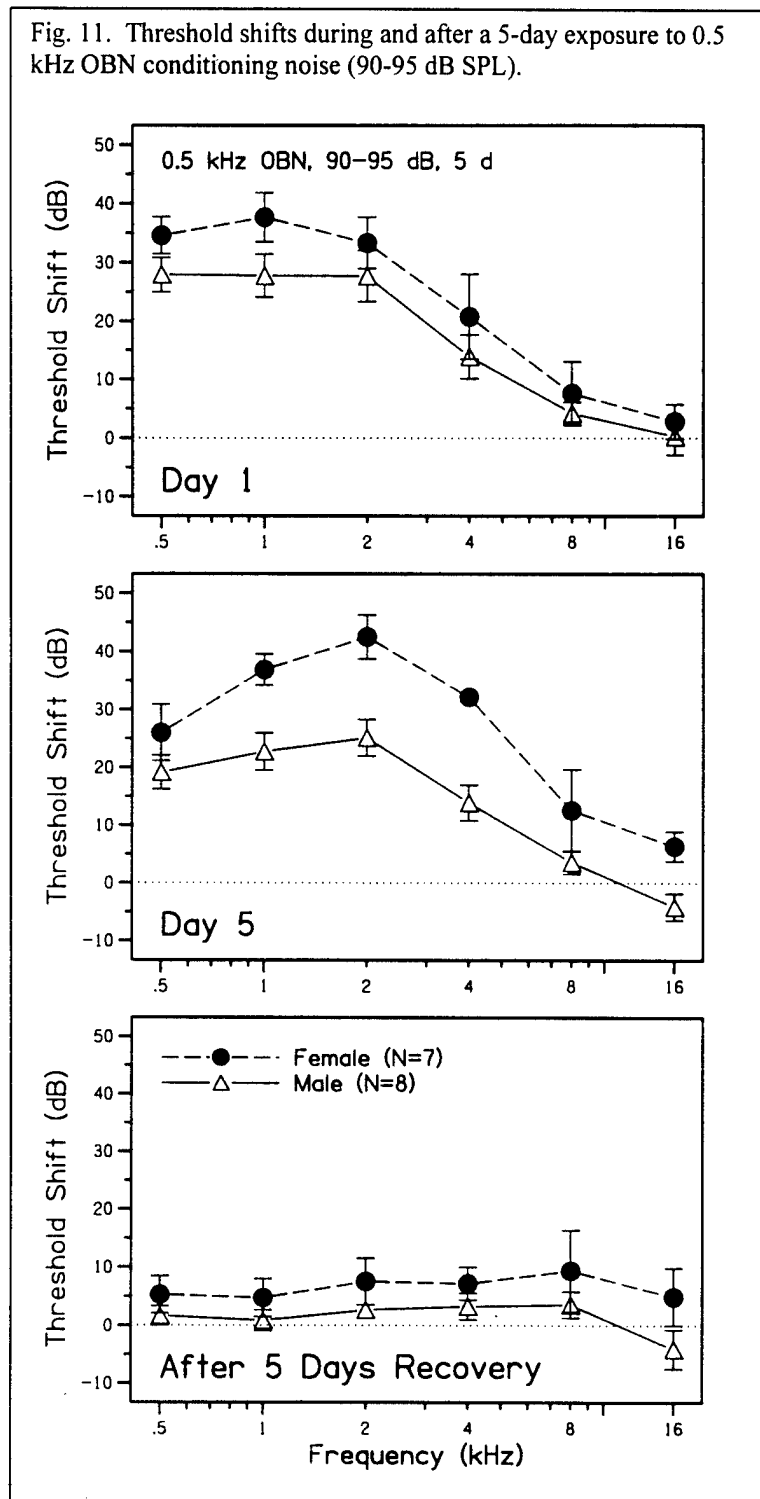 Fig. 11. Threshold shifts during and after a 5-day exposure to 0.5
kHz OBN conditioning noise (90-95 dB SPL).
0.5 kHz OBN, 90-95 dB, 5 d
Threshold Shift (dB)
50
40
30
20
10
0
-10
Day 1
.5 1 2 4 8 16
Threshold Shift (dB)
50
40
30
20
10
0
-10
Day 5
.5 1 2 4 8 16
Threshold Shift (dB)
50
40
30
20
10
0
-10
Female (N=7)
Male (N=8)
After 5 Days Recovery
.5 1 2 4 8 16
Frequency (kHz)